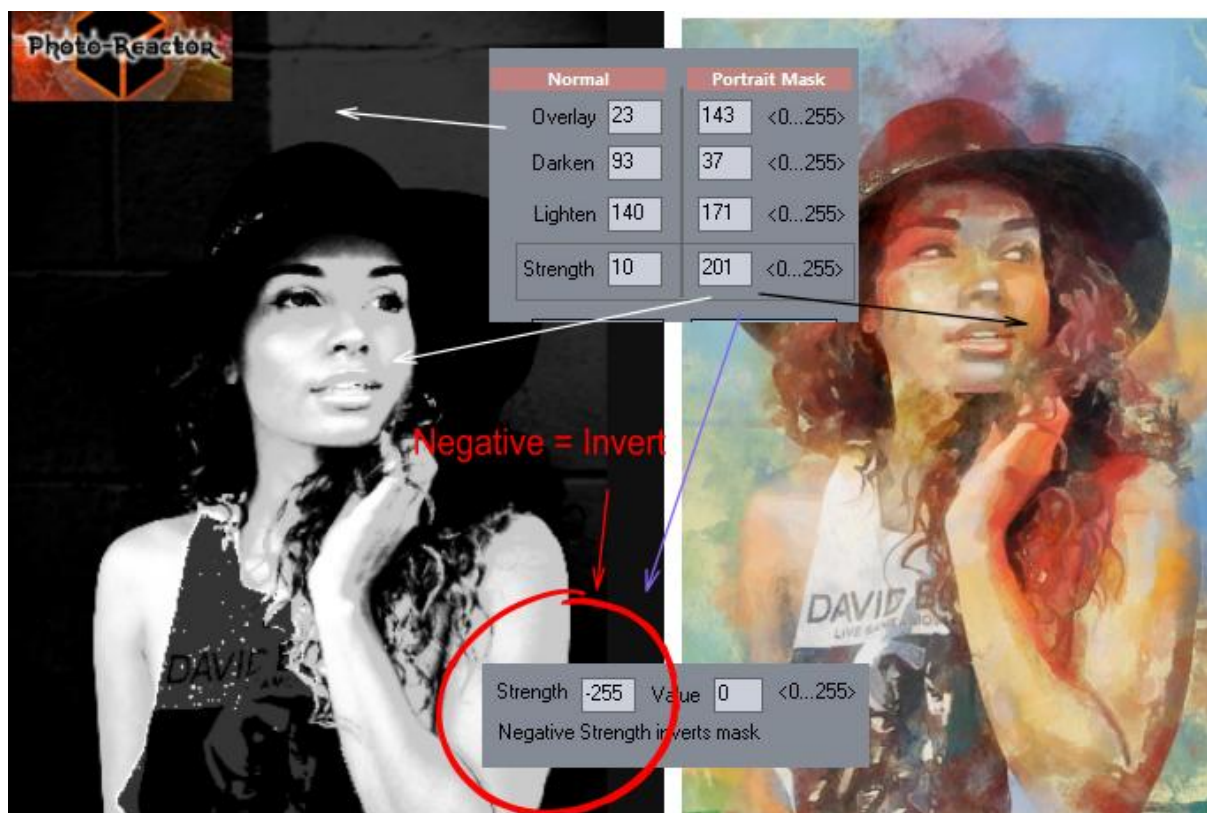 Photo-Reactor
Normal Portrait Mask
Overlay 23 143 <0...255>
Darken 93 37 <0...255>
Lighten 140 171 <0...255>
Strength 10 201 <0...255>
Negative = Invert
DAVID
DAVID
Strength -255 Value 0 <0...255>
Negative Strength inverts mask